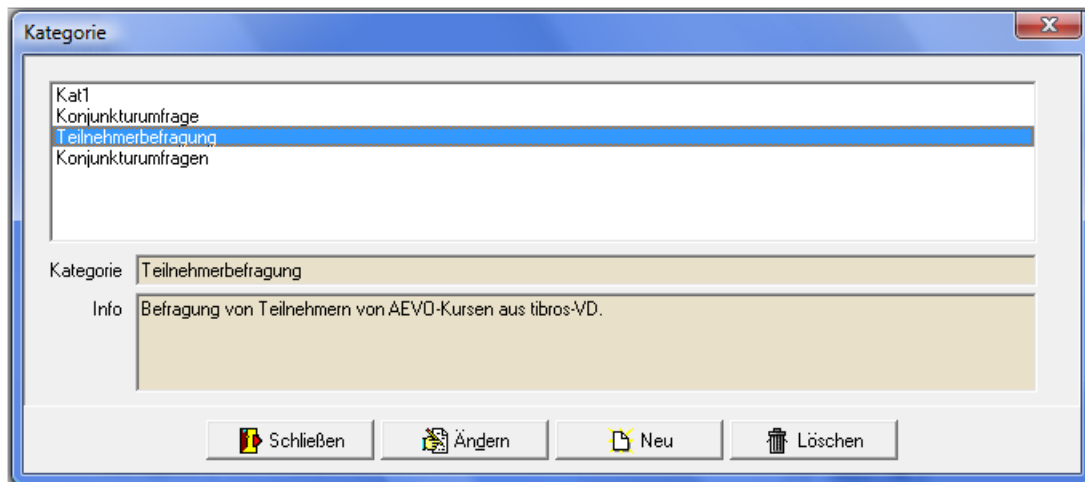 Kategorie
Kat1
Konjunkturumfrage
Teilnehmerbefragung
Konjunkturumfragen
Kategorie Teilnehmerbefragung
Info Befragung von Teilnehmern von AEVO-Kursen aus tibros-VD.
Schließen Ändern Neu Löschen